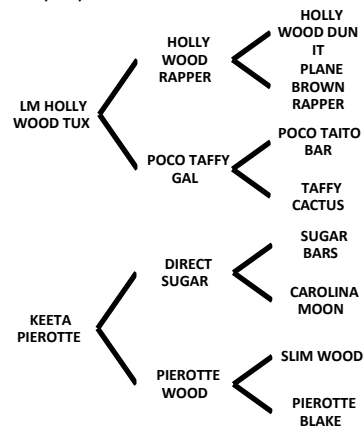 HOLLY
WOOD DUN
IT
HOLLY
WOOD
RAPPER
PLANE
BROWN
RAPPER
LM HOLLY
WOOD TUX
POCO TAITO
BAR
POCO TAFFY
GAL
TAFFY
CACTUS
SUGAR
BARS
DIRECT
SUGAR
CAROLINA
MOON
KEETA
PIEROTTE
SLIM WOOD
PIEROTTE
WOOD
PIEROTTE
BLAKE